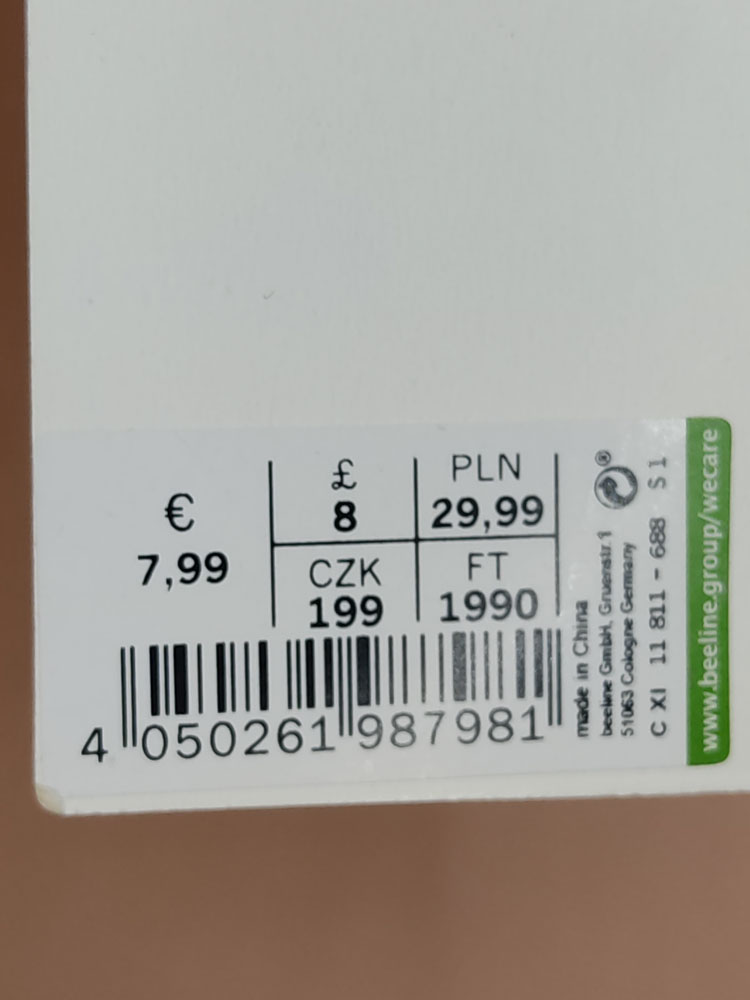 €
7,99
£
8
PLN
29,99
CZK
199
FT
1990
4 050261 987981
made in China
beeline GmbH, Gruenstr.1
51063 Cologne Germany
®
C XI 11 811 - 688 S 1
www.beeline.group/wecare